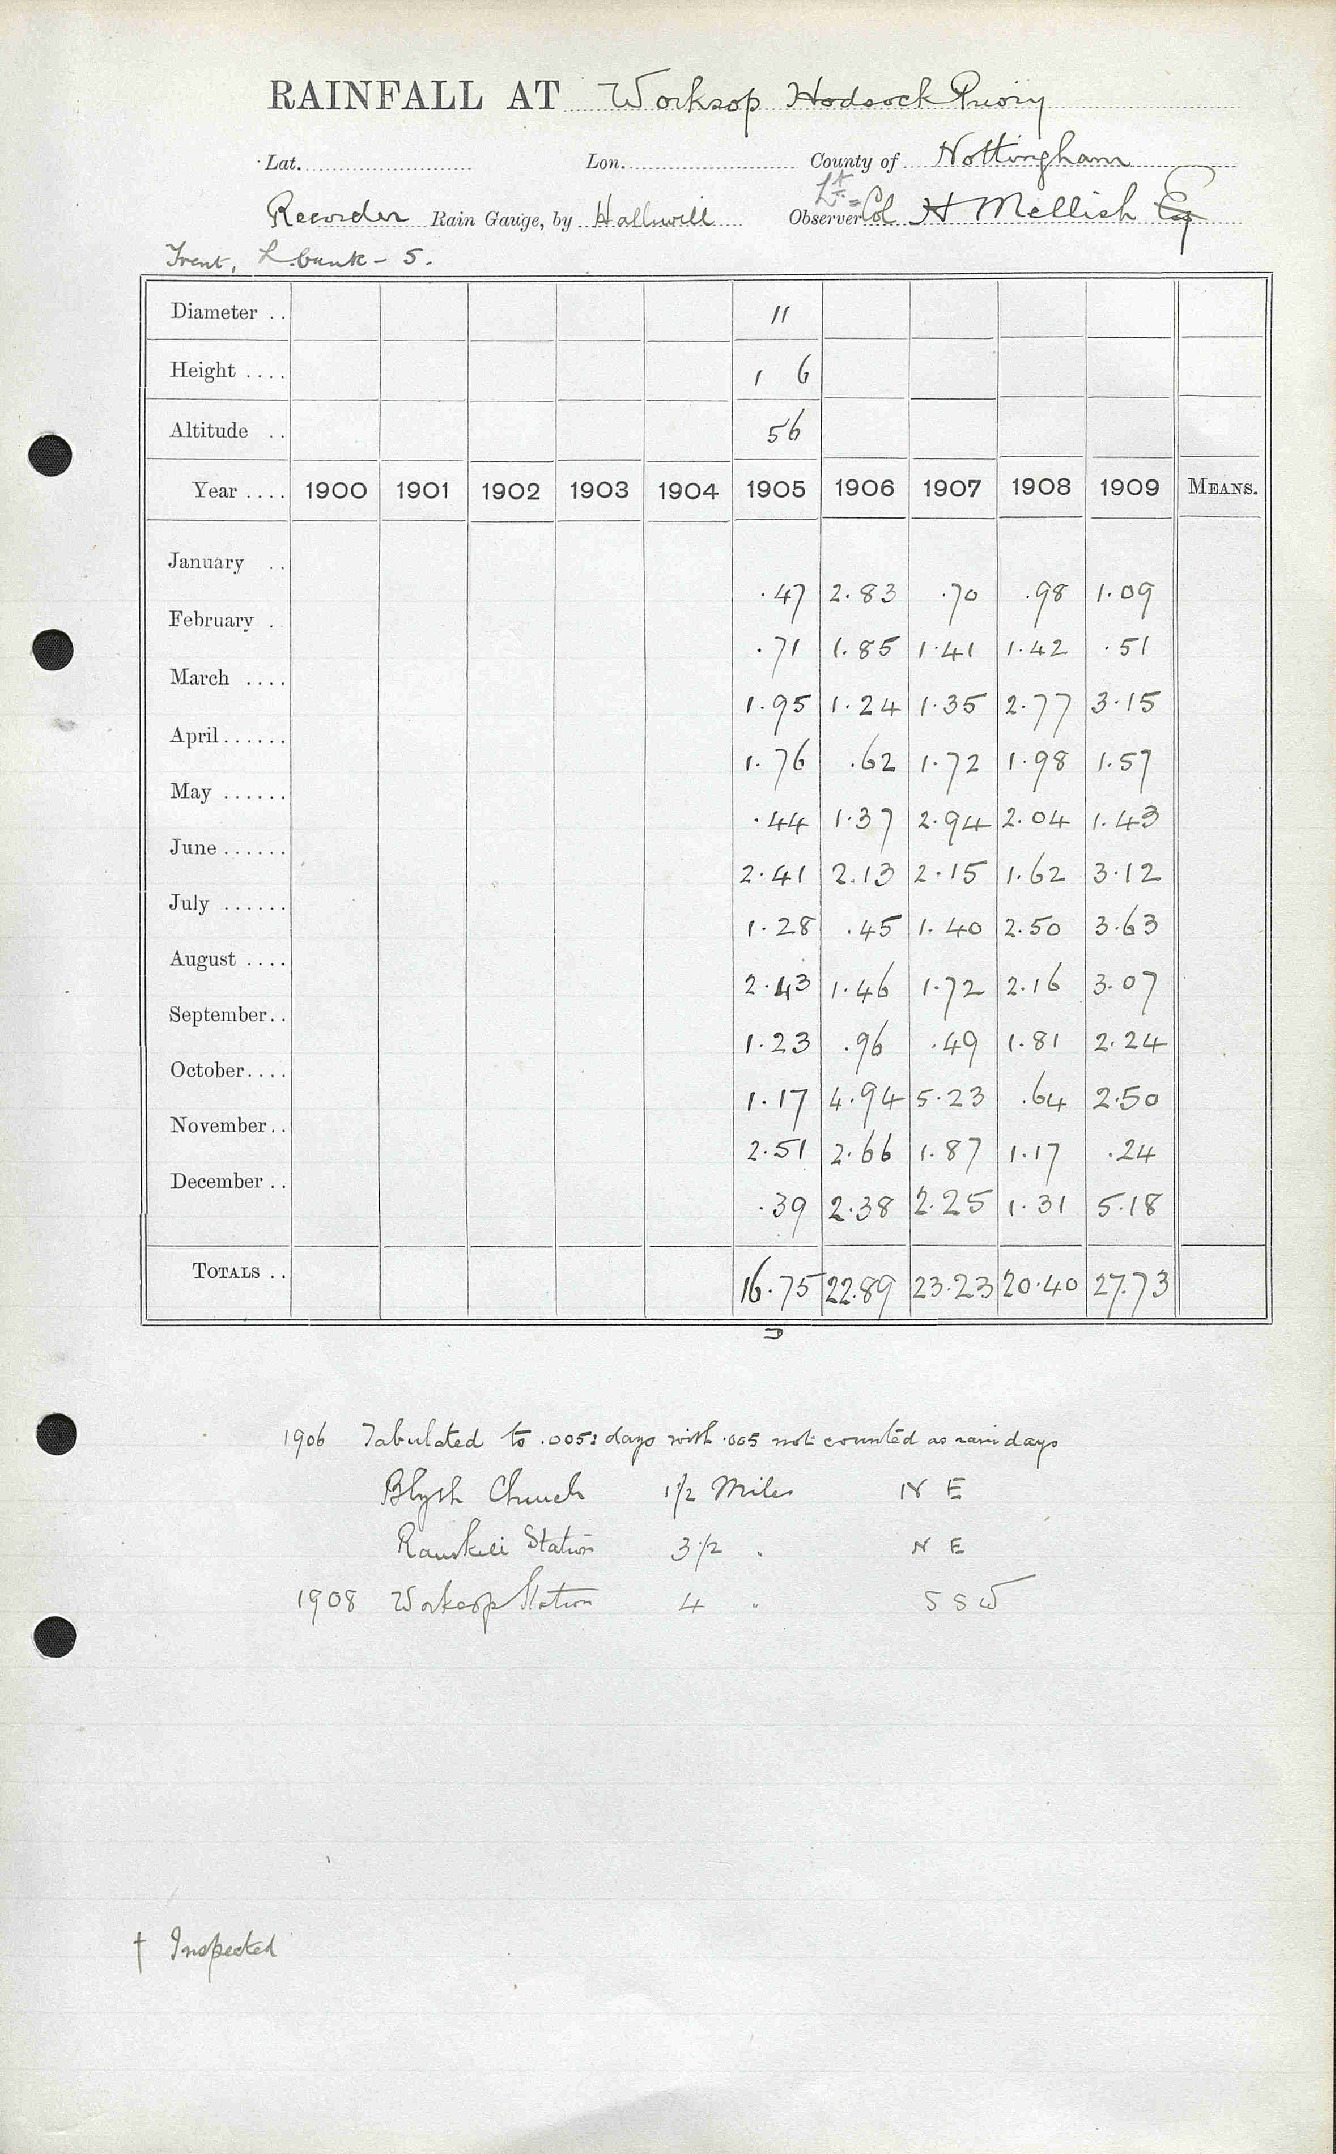 RAINFALL AT Worksop Hodsock Priory
Lat. Lon. County of Nottingham
Recorder Rain Gauge, by Halliwell Observer Lt = Col H Mellish Esq
Trent, L. bank - 5.
Diameter .. 11
Height .... 1 6
Altitude .. 56
Year .... 1900 1901 1902 1903 1904 1905 1906 1907 1908 1909 MEANS.
January .. .47 2.83 .70 .98 1.09
February . .71 1.85 1.41 1.42 .51
March .... 1.95 1.24 1.35 2.77 3.15
April...... 1.76 .62 1.72 1.98 1.57
May ...... .44 1.37 2.94 2.04 1.43
June ...... 2.41 2.13 2.15 1.62 3.12
July ...... 1.28 .45 1.40 2.50 3.63
August .... 2.43 1.46 1.72 2.16 3.07
September.. 1.23 .96 .49 1.81 2.24
October.... 1.17 4.94 5.23 .64 2.50
November.. 2.51 2.66 1.87 1.17 .24
December .. .39 2.38 2.25 1.31 5.18
TOTALS .. 16.75 22.89 23.23 20.40 27.73
1906 Tabulated to .005: days with .005 not counted as rain days
Blyth Church 1 1/2 Miles N E
Ranskill Station 3 1/2 " N E
1908 Worksop Station 4 " S S W
† Inspected